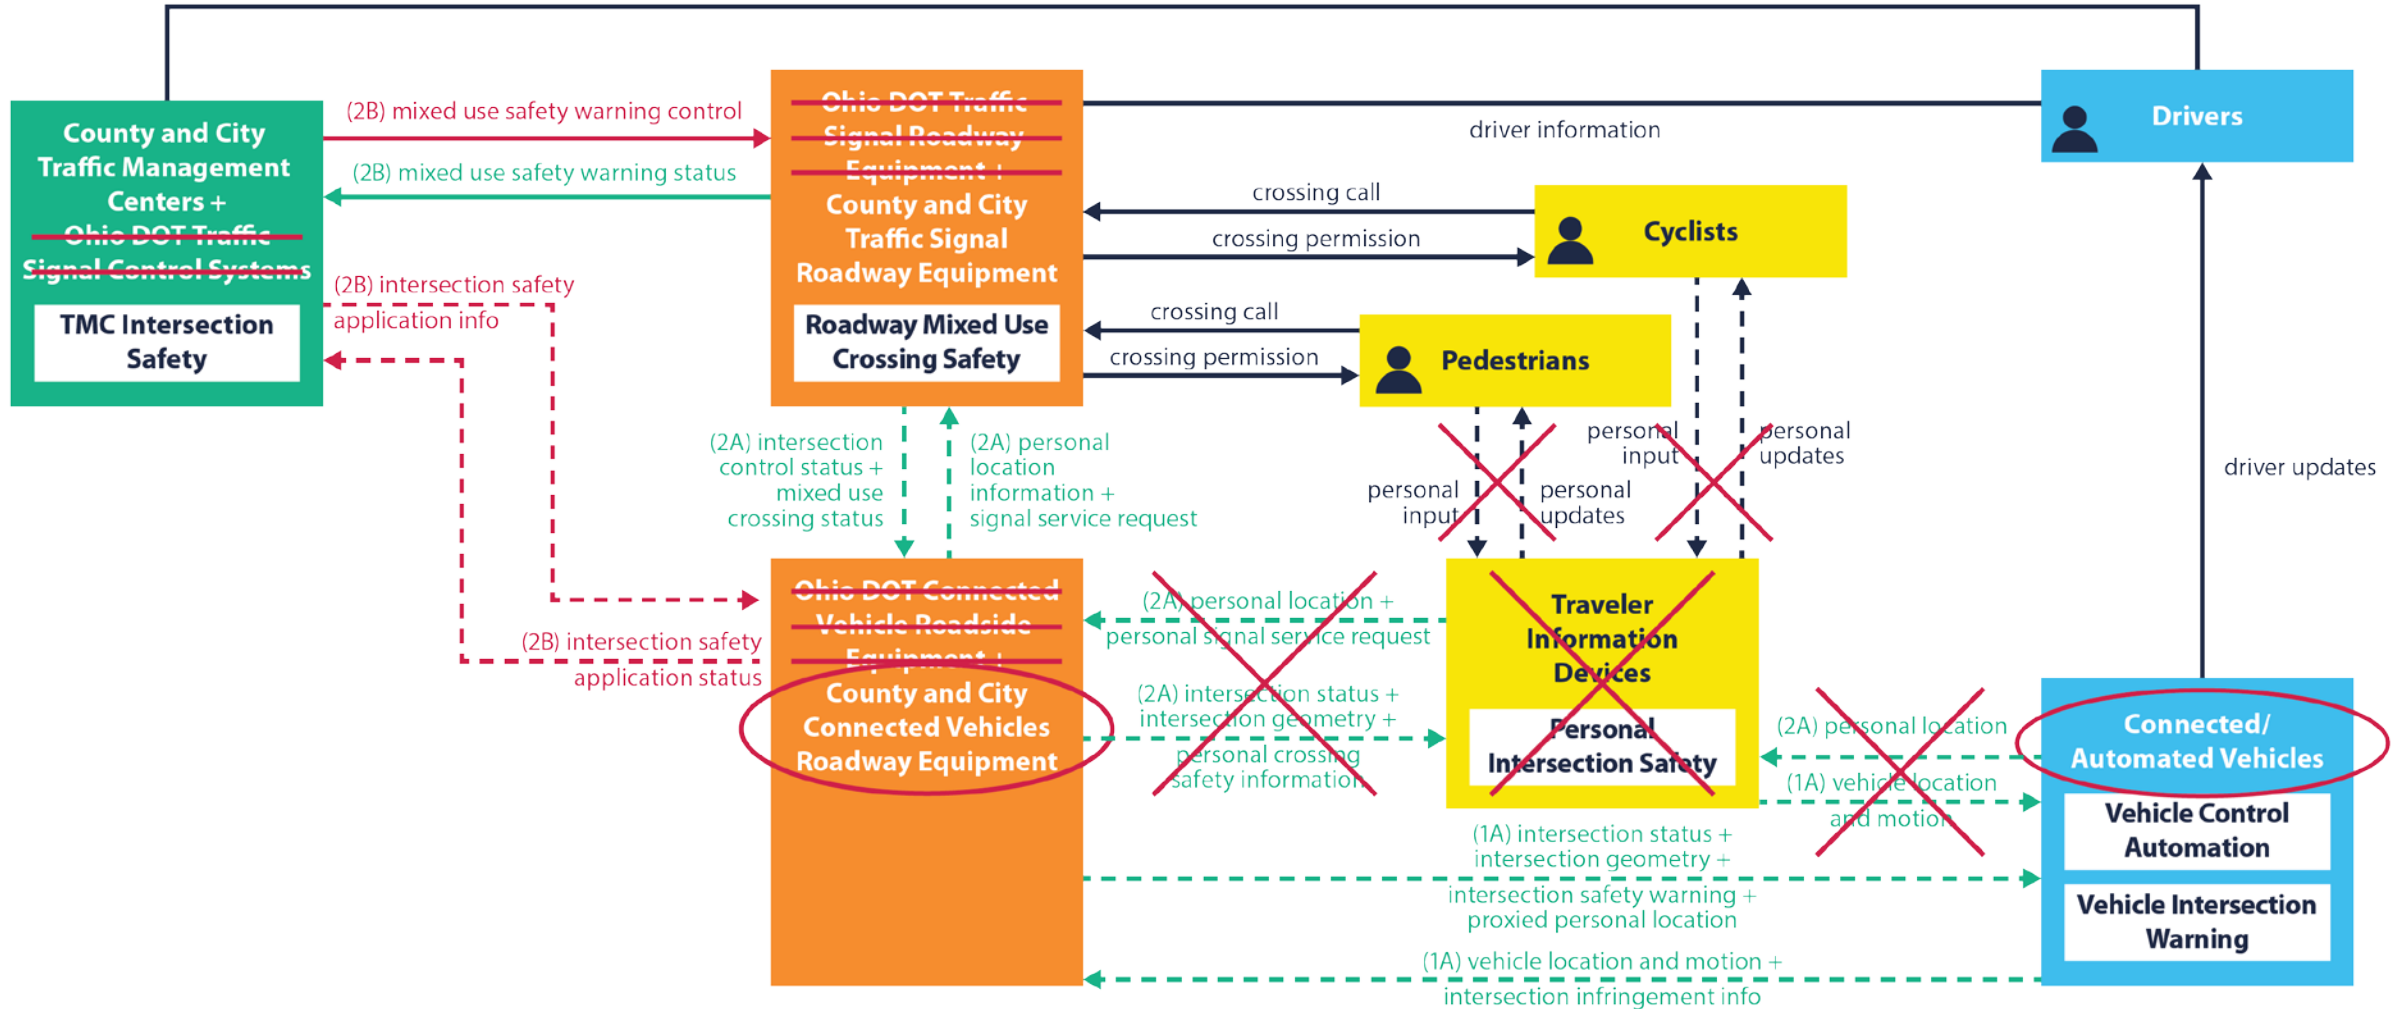 County and City
Traffic Management
Centers +
Ohio DOT Traffic
Signal Control Systems
TMC Intersection
Safety
(2B) mixed use safety warning control
(2B) mixed use safety warning status
(2B) intersection safety
application info
(2B) intersection safety
application status
Ohio DOT Traffic
Signal Roadway
Equipment +
County and City
Traffic Signal
Roadway Equipment
Roadway Mixed Use
Crossing Safety
driver information
Drivers
crossing call
crossing permission
Cyclists
crossing call
crossing permission
Pedestrians
(2A) intersection
control status +
mixed use
crossing status
(2A) personal
location
information +
signal service request
personal
input
personal
updates
personal
input
personal
updates
driver updates
Ohio DOT Connected
Vehicle Roadside
Equipment +
County and City
Connected Vehicles
Roadway Equipment
(2A) personal location +
personal signal service request
(2A) intersection status +
intersection geometry +
personal crossing
safety information
Traveler
Information
Devices
Personal
Intersection Safety
(2A) personal location
(1A) vehicle location
and motion
Connected/
Automated Vehicles
Vehicle Control
Automation
Vehicle Intersection
Warning
(1A) intersection status +
intersection geometry +
intersection safety warning +
proxied personal location
(1A) vehicle location and motion +
intersection infringement info